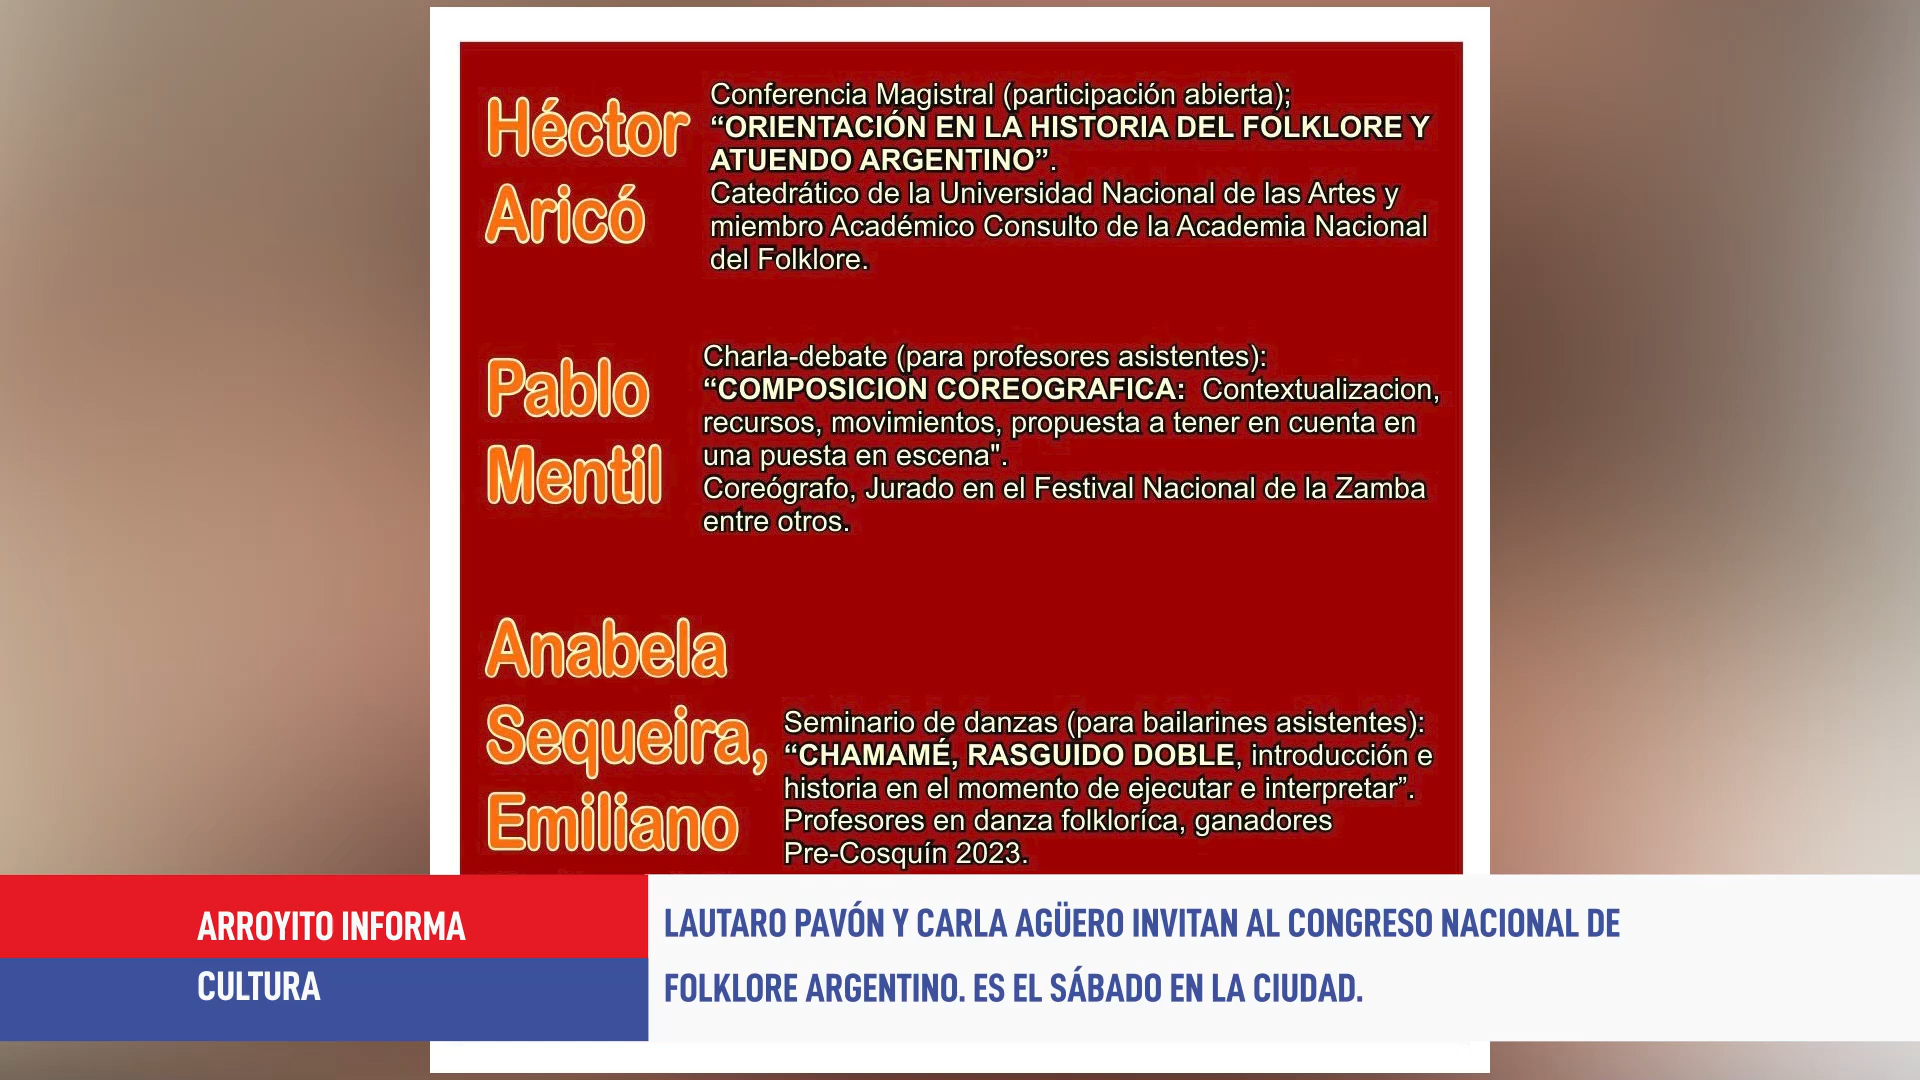 Héctor
Aricó
Conferencia Magistral (participación abierta);
“ORIENTACIÓN EN LA HISTORIA DEL FOLKLORE Y
ATUENDO ARGENTINO”.
Catedrático de la Universidad Nacional de las Artes y
miembro Académico Consulto de la Academia Nacional
del Folklore.
Pablo
Mentil
Charla-debate (para profesores asistentes):
“COMPOSICION COREOGRAFICA: Contextualizacion,
recursos, movimientos, propuesta a tener en cuenta en
una puesta en escena".
Coreógrafo, Jurado en el Festival Nacional de la Zamba
entre otros.
Anabela
Sequeira,
Emiliano
Seminario de danzas (para bailarines asistentes):
“CHAMAMÉ, RASGUIDO DOBLE, introducción e
historia en el momento de ejecutar e interpretar”.
Profesores en danza folkloríca, ganadores
Pre-Cosquín 2023.
ARROYITO INFORMA
CULTURA
LAUTARO PAVÓN Y CARLA AGÜERO INVITAN AL CONGRESO NACIONAL DE
FOLKLORE ARGENTINO. ES EL SÁBADO EN LA CIUDAD.